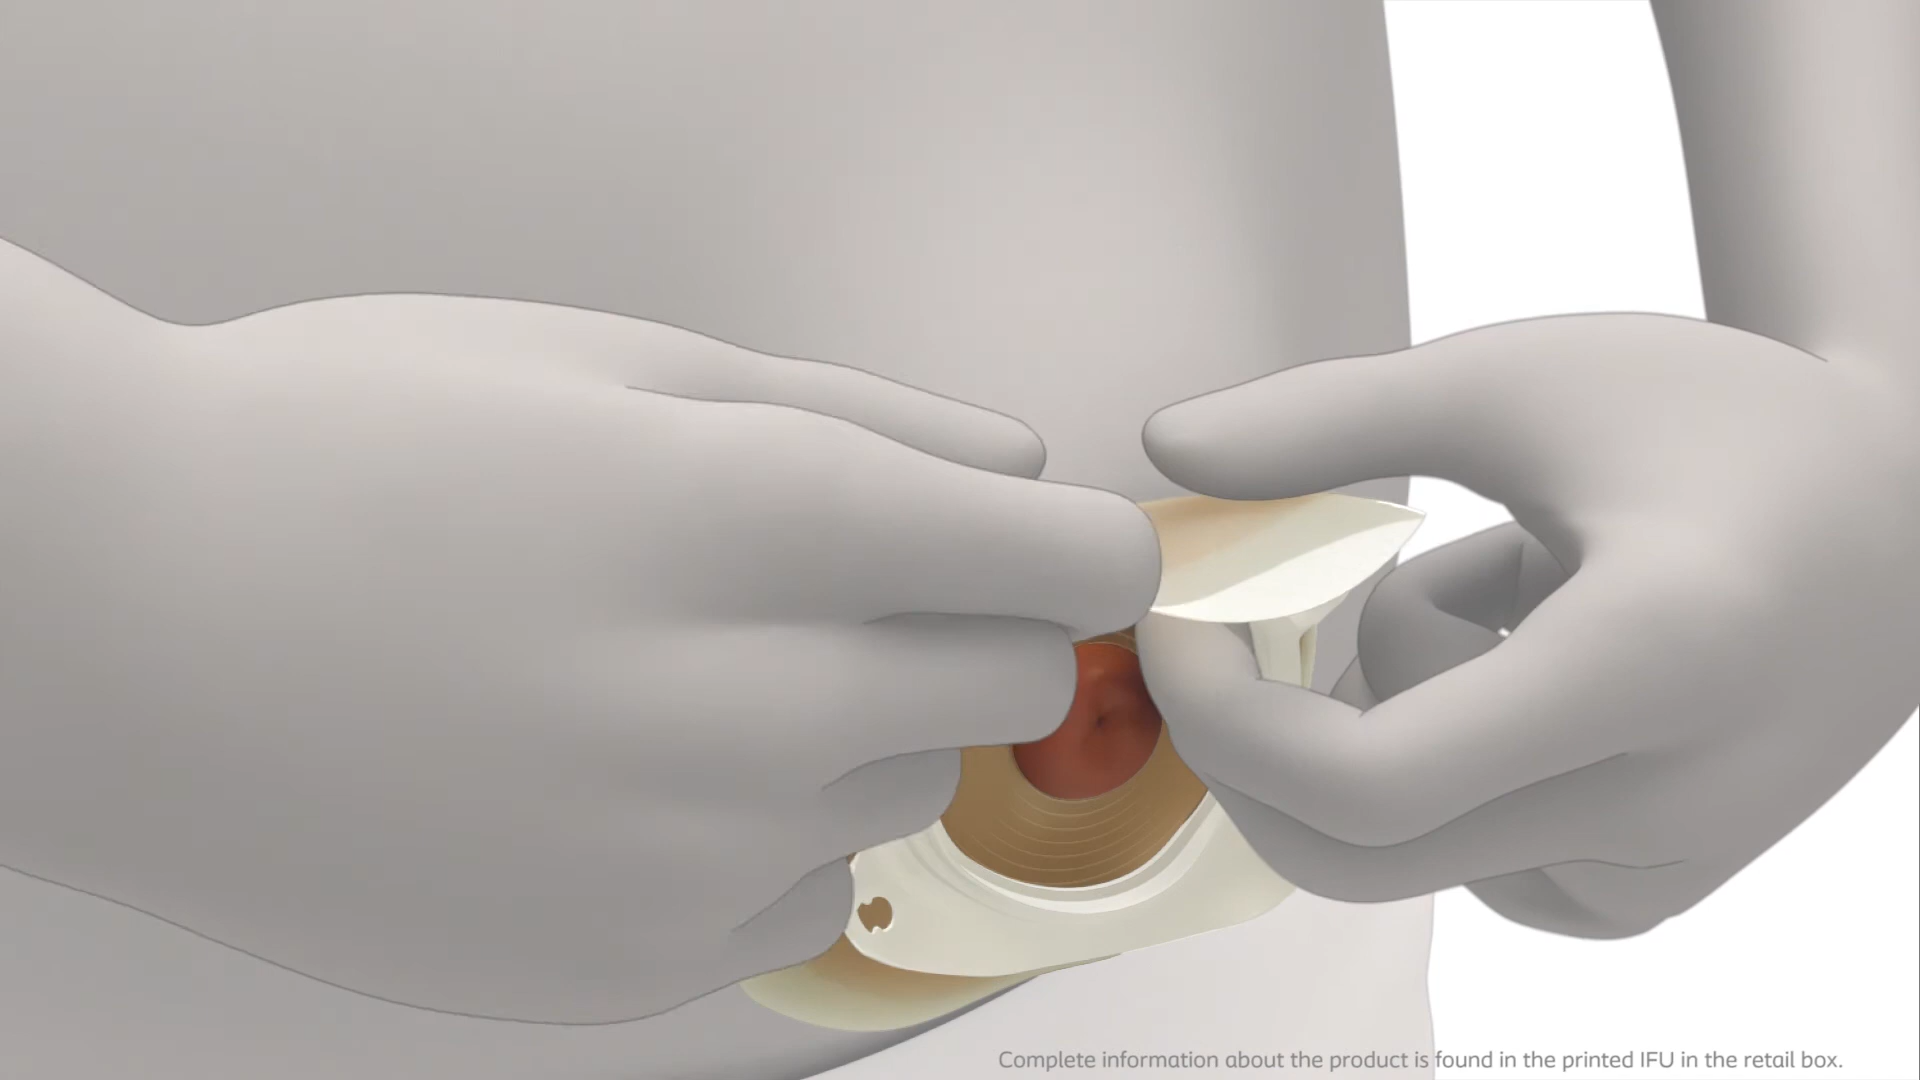 Complete information about the product is found in the printed IFU in the retail box.